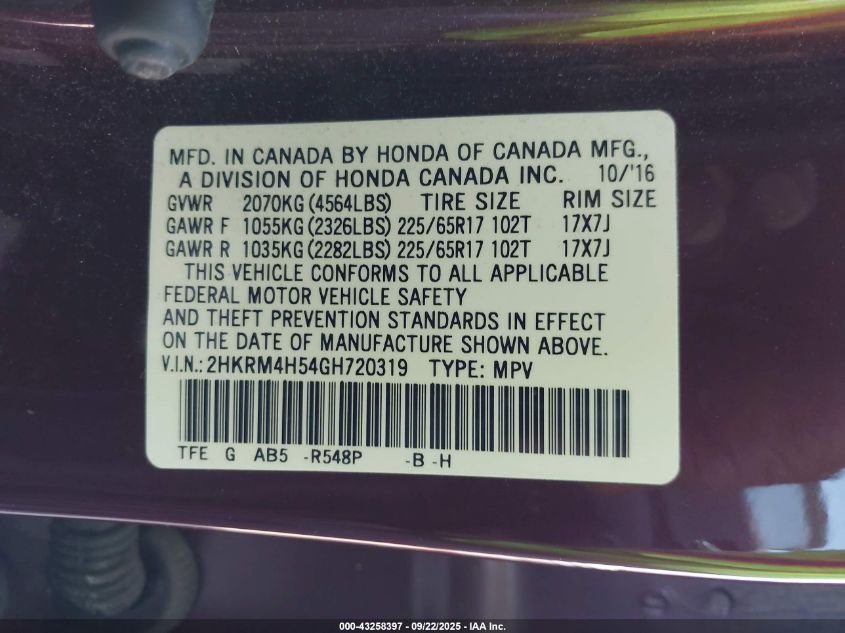 MFD. IN CANADA BY HONDA OF CANADA MFG.,
A DIVISION OF HONDA CANADA INC. 10/'16
GVWR 2070KG (4564LBS) TIRE SIZE RIM SIZE
GAWR F 1055KG (2326LBS) 225/65R17 102T 17X7J
GAWR R 1035KG (2282LBS) 225/65R17 102T 17X7J
THIS VEHICLE CONFORMS TO ALL APPLICABLE
FEDERAL MOTOR VEHICLE SAFETY
AND THEFT PREVENTION STANDARDS IN EFFECT
ON THE DATE OF MANUFACTURE SHOWN ABOVE.
V.I.N.: 2HKRM4H54GH720319 TYPE: MPV
TFE G AB5 -R548P -B -H
000-43258397 - 09/22/2025 - IAA Inc.